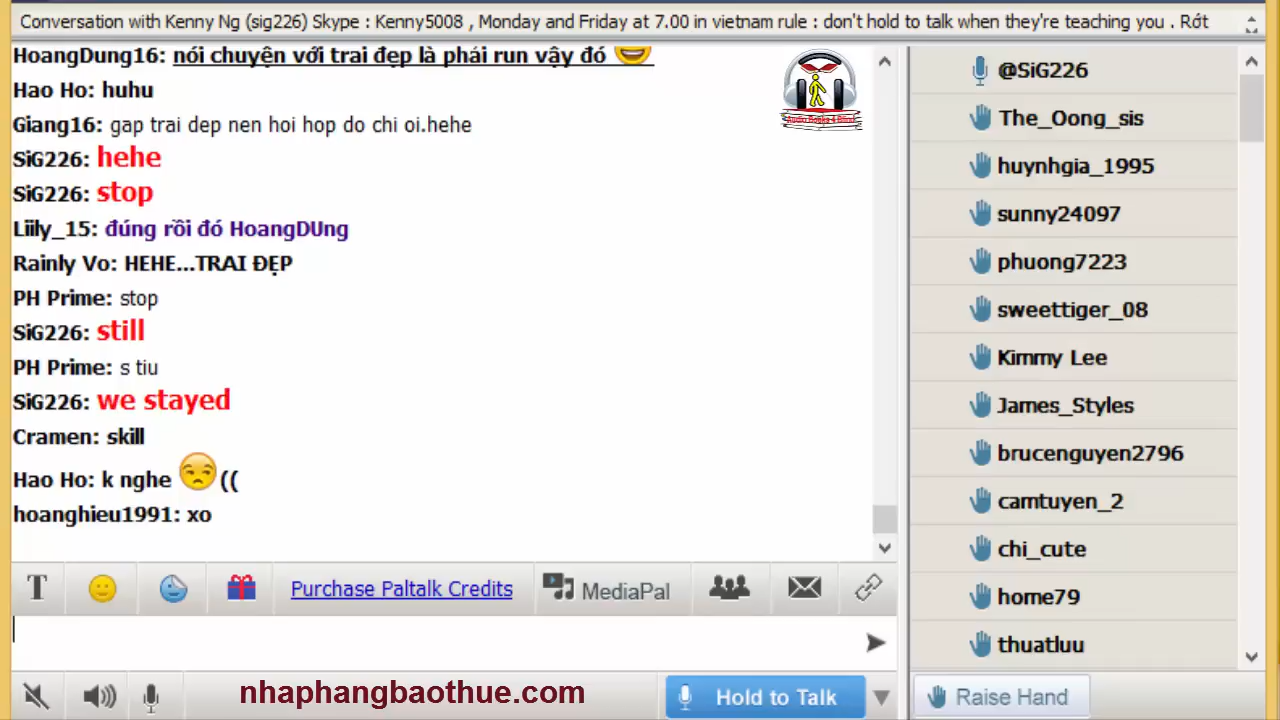 Conversation with Kenny Ng (sig226) Skype : Kenny5008 , Monday and Friday at 7.00 in vietnam rule : don't hold to talk when they're teaching you . Rớt
HoangDung16: nói chuyện với trai đẹp là phải run vậy đó
Hao Ho: huhu
Giang16: gap trai dep nen hoi hop do chi oi.hehe
SiG226: hehe
SiG226: stop
Liily_15: đúng rồi đó HoangDUng
Rainly Vo: HEHE...TRAI ĐẸP
PH Prime: stop
SiG226: still
PH Prime: s tiu
SiG226: we stayed
Cramen: skill
Hao Ho: k nghe ((
hoanghieu1991: xo
T Purchase Paltalk Credits MediaPal
nhaphangbaothue.com
Hold to Talk
@SiG226
The_Oong_sis
huynhgia_1995
sunny24097
phuong7223
sweettiger_08
Kimmy Lee
James_Styles
brucenguyen2796
camtuyen_2
chi_cute
home79
thuatluu
Raise Hand